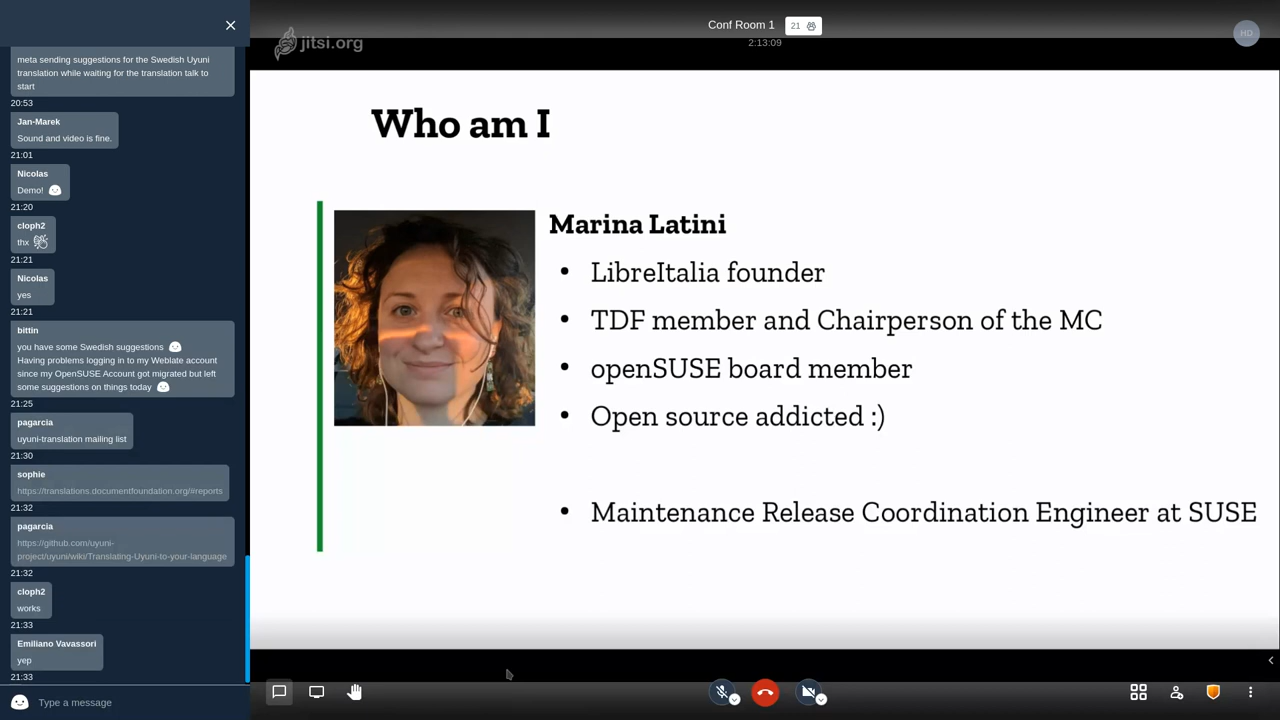 meta sending suggestions for the Swedish Uyuni
translation while waiting for the translation talk to
start
20:53
Jan-Marek
Sound and video is fine.
21:01
Nicolas
Demo!
21:20
cloph2
thx
21:21
Nicolas
yes
21:21
bittin
you have some Swedish suggestions
Having problems logging in to my Weblate account
since my OpenSUSE Account got migrated but left
some suggestions on things today
21:25
pagarcia
uyuni-translation mailing list
21:30
sophie
https://translations.documentfoundation.org/#reports
21:32
pagarcia
https://github.com/uyuni-
project/uyuni/wiki/Translating-Uyuni-to-your-language
21:32
cloph2
works
21:33
Emiliano Vavassori
yep
21:33
Type a message
jitsi.org
Conf Room 1
21
2:13:09
HD
Who am I
Marina Latini
• LibreItalia founder
• TDF member and Chairperson of the MC
• openSUSE board member
• Open source addicted :)
• Maintenance Release Coordination Engineer at SUSE